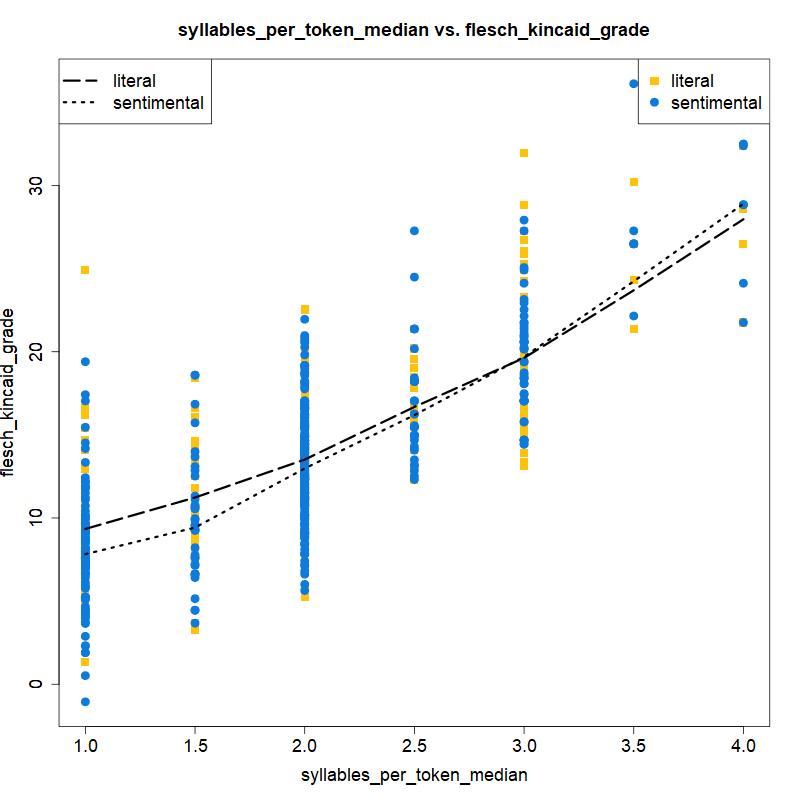 syllables_per_token_median vs. flesch_kincaid_grade
literal
sentimental
literal
sentimental
flesch_kincaid_grade
30
20
10
0
1.0 1.5 2.0 2.5 3.0 3.5 4.0
syllables_per_token_median